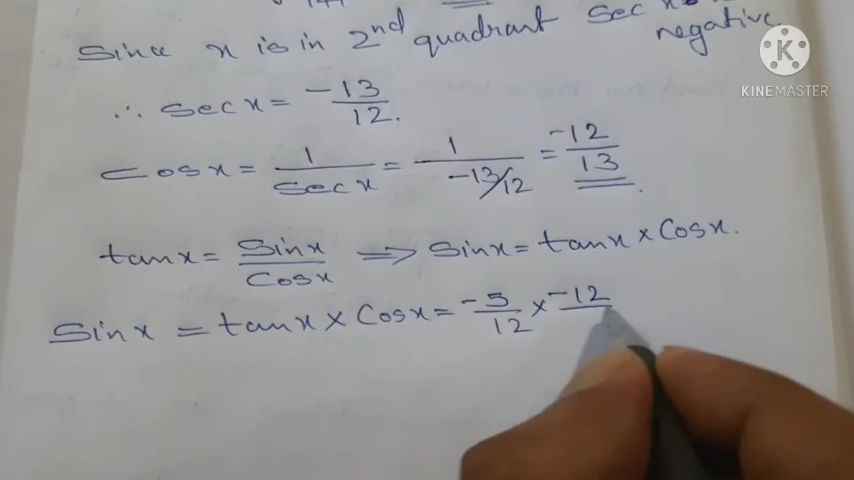 Since x is in 2nd quadrant Sec x
negative.
KINEMASTER
∴ Sec x = -13/12.
Cos x = 1/Sec x = 1/-13/12 = -12/13.
tan x = Sin x/Cos x => Sin x = tan x × Cos x.
Sin x = tan x × Cos x = -5/12 × -12